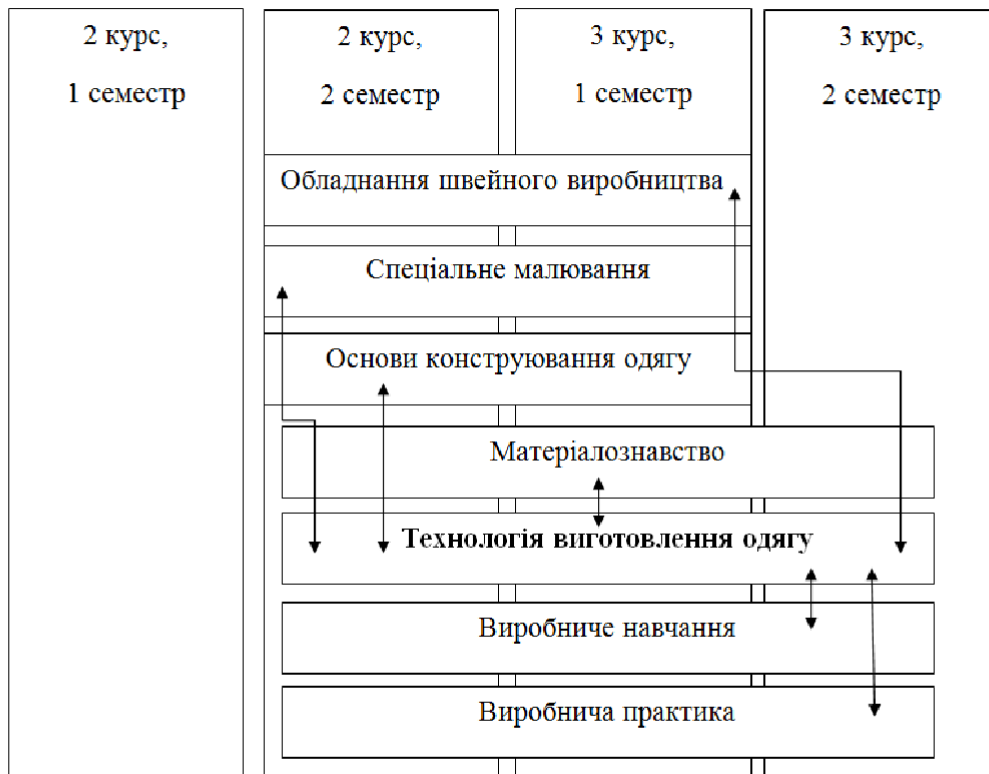 2 курс,
1 семестр
2 курс,
2 семестр
3 курс,
1 семестр
3 курс,
2 семестр
Обладнання швейного виробництва
Спеціальне малювання
Основи конструювання одягу
Матеріалознавство
Технологія виготовлення одягу
Виробниче навчання
Виробнича практика